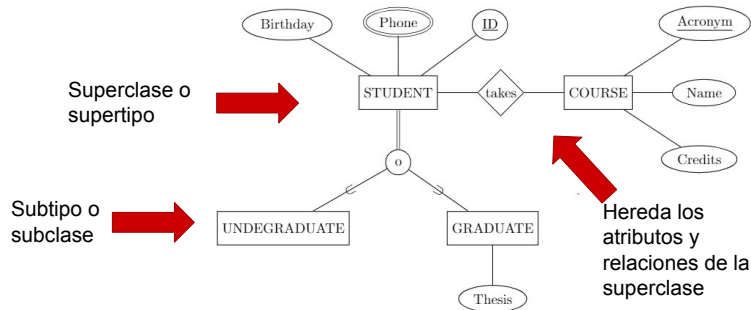 Birthday
Phone
ID
Acronym
Superclase o
supertipo
STUDENT
takes
COURSE
Name
o
Credits
Subtipo o
subclase
UNDEGRADUATE
GRADUATE
Hereda los
atributos y
relaciones de la
superclase
Thesis